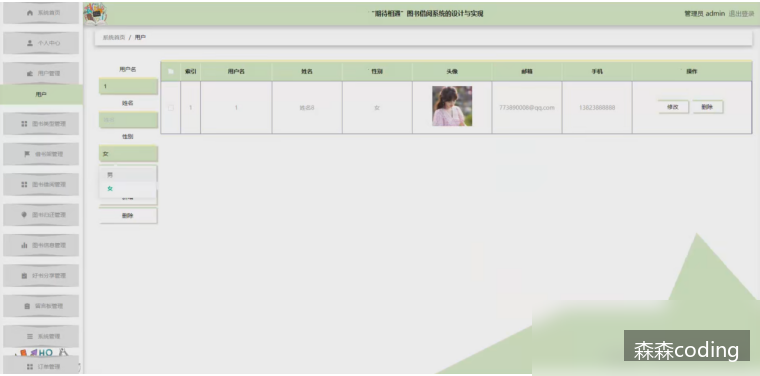 系统首页
"期待相遇"图书借阅系统的设计与实现
管理员 admin 退出登录
个人中心
系统首页 / 用户
用户管理
用户
图书类型管理
图书借阅管理
图书归还管理
图书信息管理
好书分享管理
留言板管理
系统管理
订单管理
用户名
1
姓名
姓名
性别
女
男
女
删除
索引 用户名 姓名 性别 头像 邮箱 手机 操作
1 1 女 773890008@qq.com 13823888888 修改 删除
森森coding